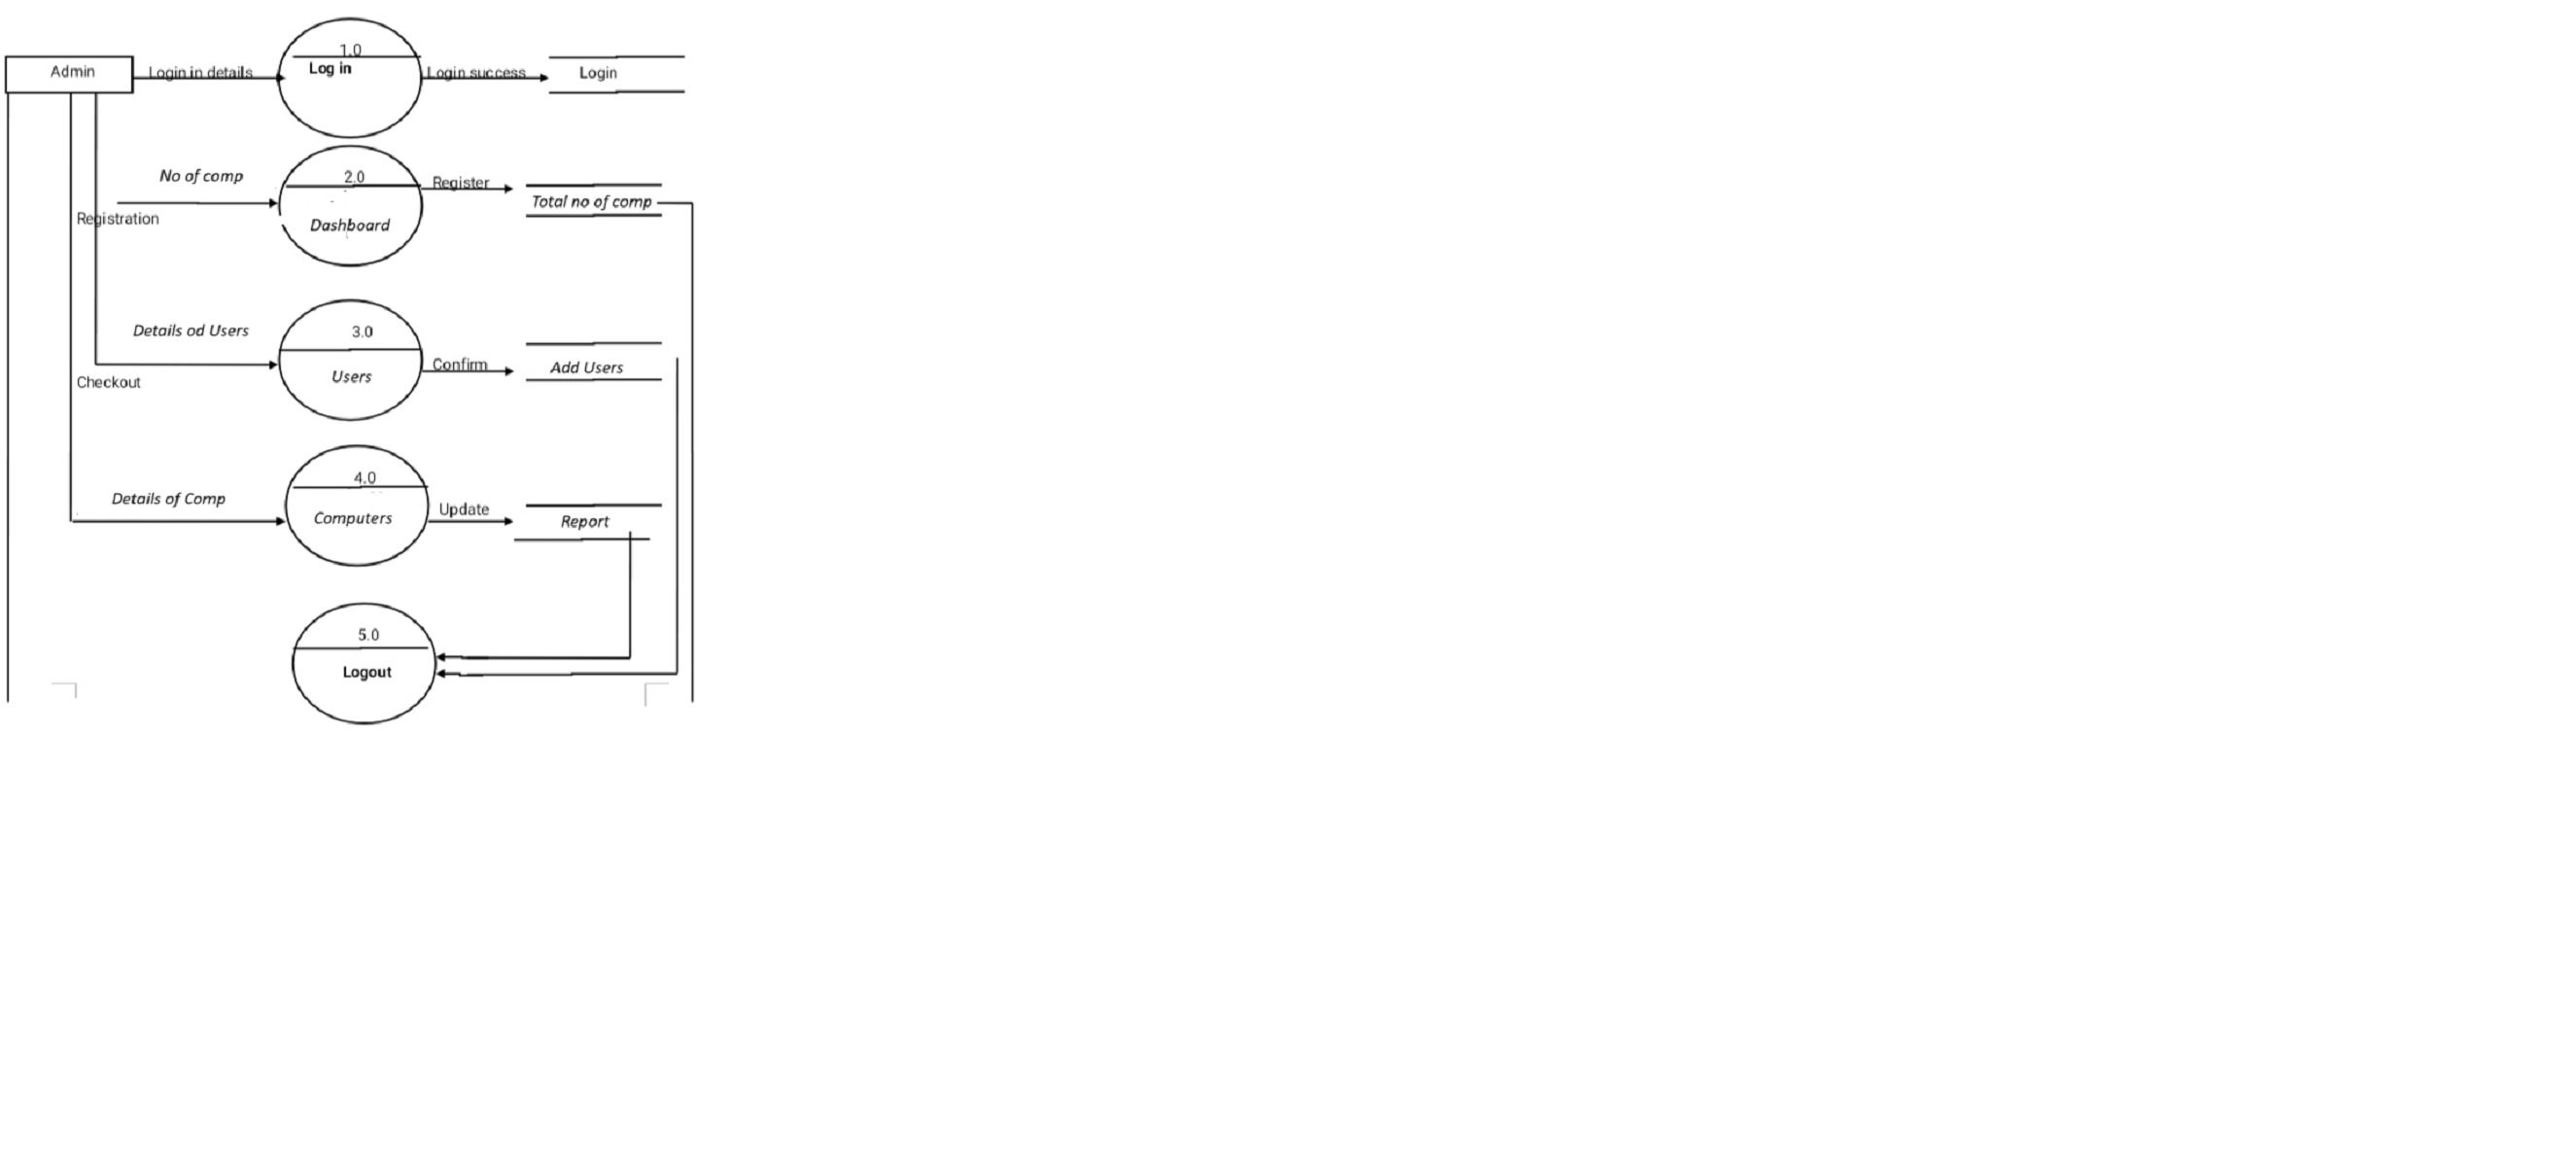 1.0
Admin
Login in details
Log in
Login success
Login
No of comp
2.0
Register
Total no of comp
Registration
Dashboard
Details od Users
3.0
Confirm
Add Users
Users
Checkout
4.0
Details of Comp
Update
Computers
Report
5.0
Logout